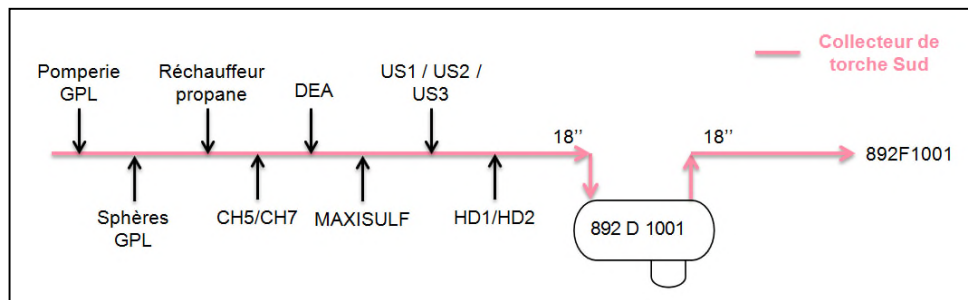 Collecteur de
torche Sud
Pomperie
GPL
Réchauffeur
propane
DEA
US1 / US2 /
US3
18’’
18’’
892F1001
Sphères
GPL
CH5/CH7
MAXISULF
HD1/HD2
892 D 1001